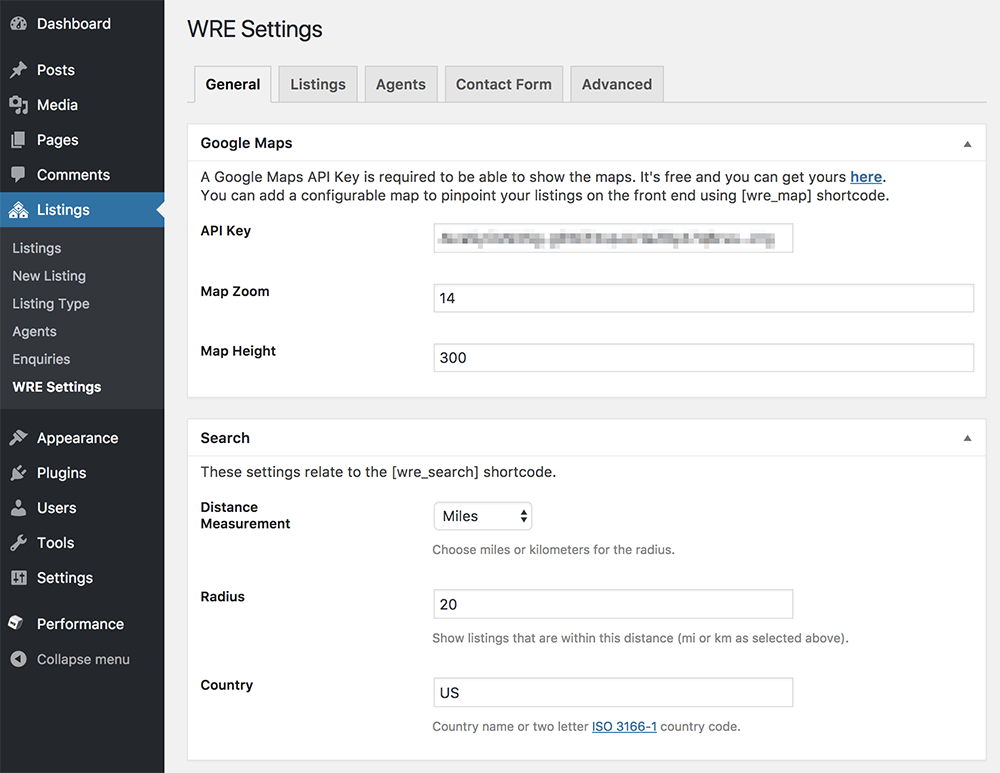 Dashboard
Posts
Media
Pages
Comments
Listings
Listings
New Listing
Listing Type
Agents
Enquiries
WRE Settings
Appearance
Plugins
Users
Tools
Settings
Performance
Collapse menu
WRE Settings
General Listings Agents Contact Form Advanced
Google Maps
A Google Maps API Key is required to be able to show the maps. It's free and you can get yours here.
You can add a configurable map to pinpoint your listings on the front end using [wre_map] shortcode.
API Key
Map Zoom
14
Map Height
300
Search
These settings relate to the [wre_search] shortcode.
Distance
Measurement
Miles
Choose miles or kilometers for the radius.
Radius
20
Show listings that are within this distance (mi or km as selected above).
Country
US
Country name or two letter ISO 3166-1 country code.